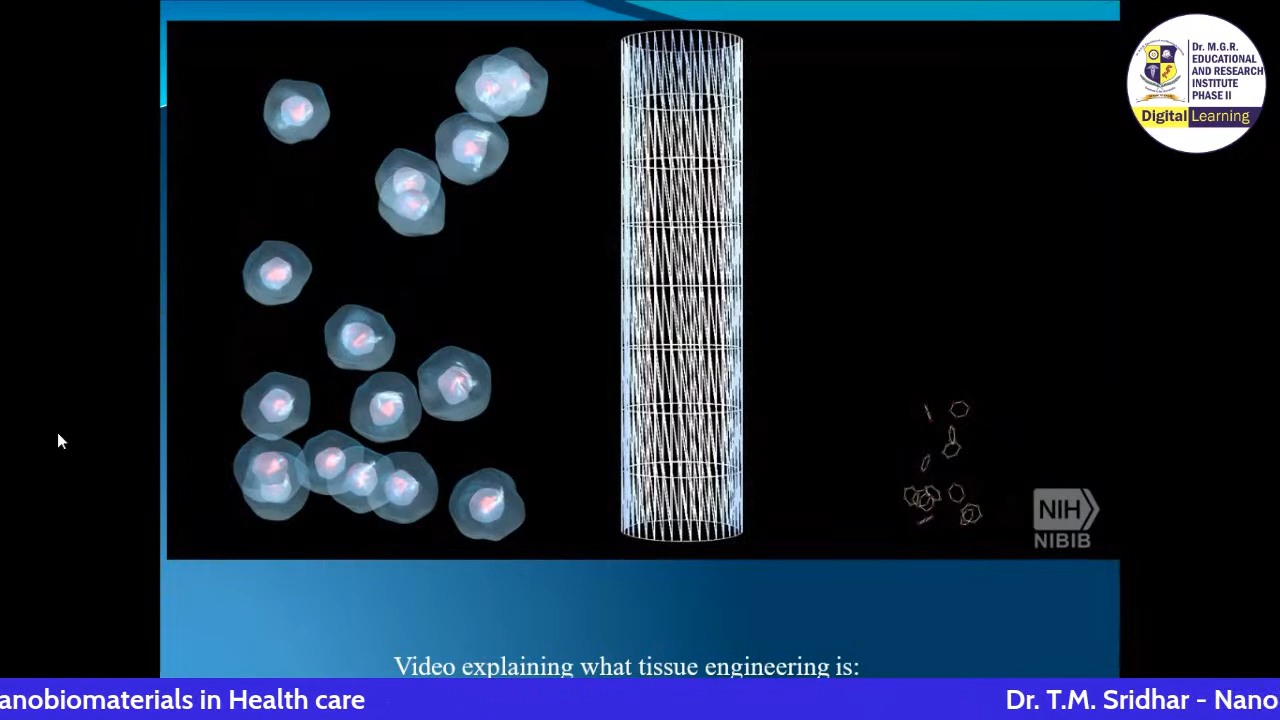 Dr. M.G.R.
EDUCATIONAL
AND RESEARCH
INSTITUTE
PHASE II
Digital Learning
NIH
NIBIB
Video explaining what tissue engineering is:
anobiomaterials in Health care
Dr. T.M. Sridhar - Nano